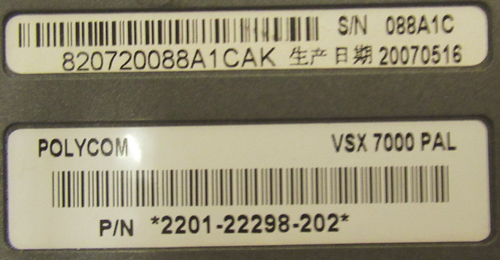 S/N 088A1C
820720088A1CAK 生产日期 20070516
POLYCOM VSX 7000 PAL
P/N *2201-22298-202*